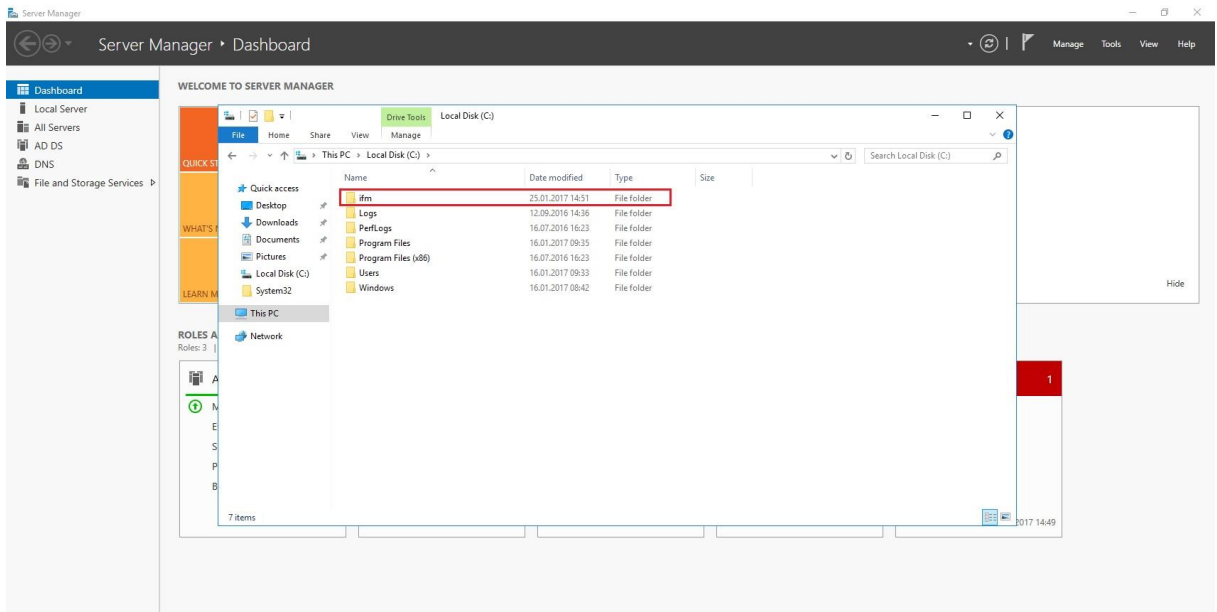 Server Manager
Server Manager • Dashboard
Manage Tools View Help
Dashboard
Local Server
All Servers
AD DS
DNS
File and Storage Services
WELCOME TO SERVER MANAGER
QUICK ST
WHAT'S N
LEARN M
Hide
Drive Tools Local Disk (C:)
File Home Share View Manage
This PC › Local Disk (C:) ›
Search Local Disk (C:)
Quick access
Desktop
Downloads
Documents
Pictures
Local Disk (C:)
System32
This PC
Network
Name Date modified Type Size
ifm 25.01.2017 14:51 File folder
Logs 12.09.2016 14:36 File folder
PerfLogs 16.07.2016 16:23 File folder
Program Files 16.01.2017 09:35 File folder
Program Files (x86) 16.07.2016 16:23 File folder
Users 16.01.2017 09:33 File folder
Windows 16.01.2017 08:42 File folder
7 items
ROLES A
Roles: 3 |
A
1
M
E
S
P
B
2017 14:49